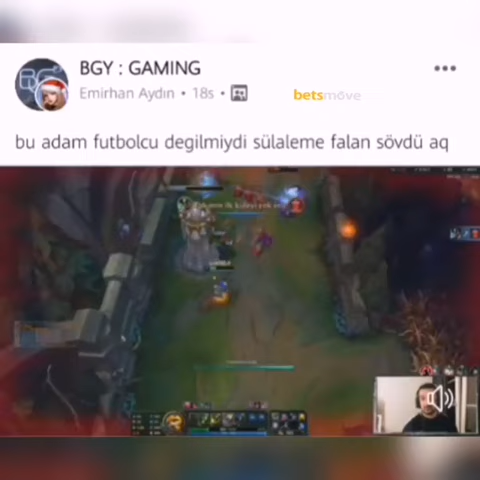 BGY : GAMING
Emirhan Aydın • 18s •
betsmove
bu adam futbolcu degilmiydi sülaleme falan sövdü aq